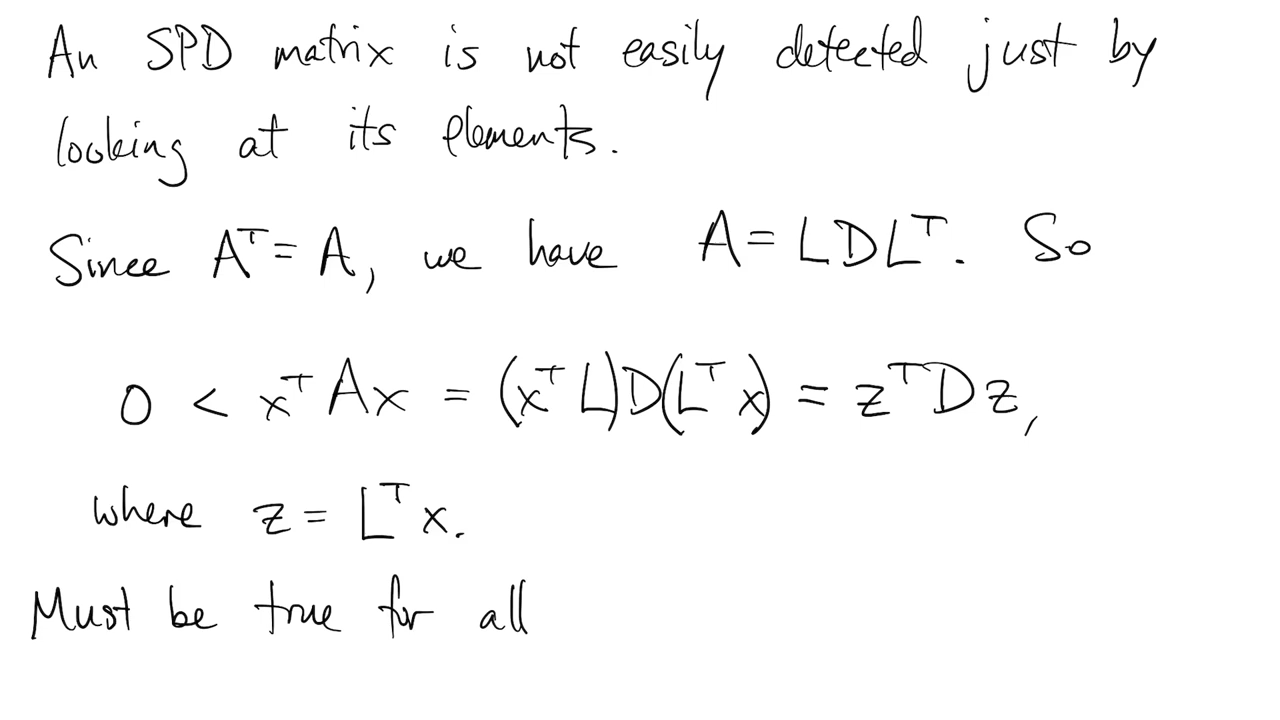 An SPD matrix is not easily detected just by
looking at its elements.
Since Aᵀ = A, we have A = LDLᵀ. So
0 < xᵀAx = (xᵀL)D(Lᵀx) = zᵀDz,
where z = Lᵀx.
Must be true for all